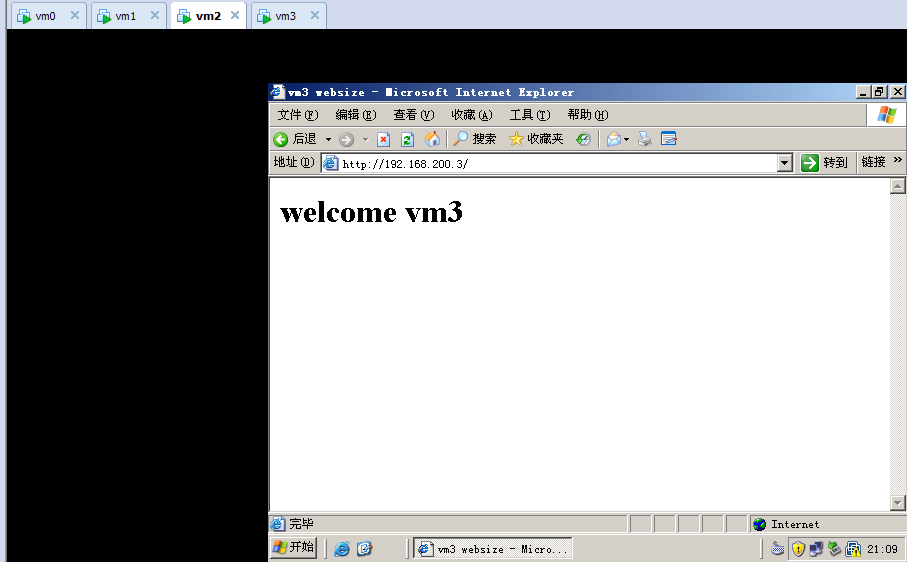 vm0 vm1 vm2 vm3
vm3 websize - Microsoft Internet Explorer
文件(F) 编辑(E) 查看(V) 收藏(A) 工具(T) 帮助(H)
后退 搜索 收藏夹
地址(D) http://192.168.200.3/ 转到 链接 »
welcome vm3
完毕 Internet
开始 vm3 websize - Micro... 21:09